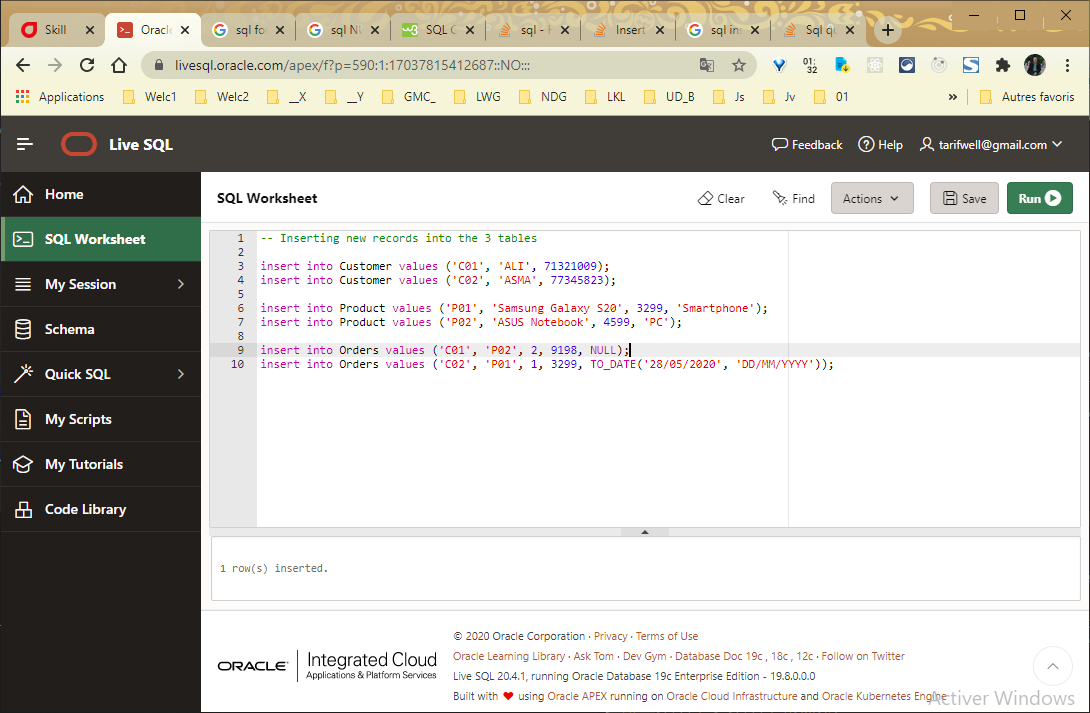 Skill
Oracle
sql fo
sql NU
SQL C
sql - H
Insert
sql ins
Sql qu
livesql.oracle.com/apex/f?p=590:1:17037815412687::NO:::
01:
32
Applications
Welc1
Welc2
__X
__Y
GMC_
LWG
NDG
LKL
UD_B
Js
Jv
01
»
Autres favoris
Live SQL
Feedback
Help
tarifwell@gmail.com
Home
SQL Worksheet
My Session
Schema
Quick SQL
My Scripts
My Tutorials
Code Library
SQL Worksheet
Clear
Find
Actions
Save
Run
1 -- Inserting new records into the 3 tables
2
3 insert into Customer values ('C01', 'ALI', 71321009);
4 insert into Customer values ('C02', 'ASMA', 77345823);
5
6 insert into Product values ('P01', 'Samsung Galaxy S20', 3299, 'Smartphone');
7 insert into Product values ('P02', 'ASUS Notebook', 4599, 'PC');
8
9 insert into Orders values ('C01', 'P02', 2, 9198, NULL);
10 insert into Orders values ('C02', 'P01', 1, 3299, TO_DATE('28/05/2020', 'DD/MM/YYYY'));
1 row(s) inserted.
ORACLE
Integrated Cloud
Applications & Platform Services
© 2020 Oracle Corporation · Privacy · Terms of Use
Oracle Learning Library · Ask Tom · Dev Gym · Database Doc 19c , 18c , 12c · Follow on Twitter
Live SQL 20.4.1, running Oracle Database 19c Enterprise Edition - 19.8.0.0.0
Built with ❤ using Oracle APEX running on Oracle Cloud Infrastructure and Oracle Kubernetes Engine
Activer Windows